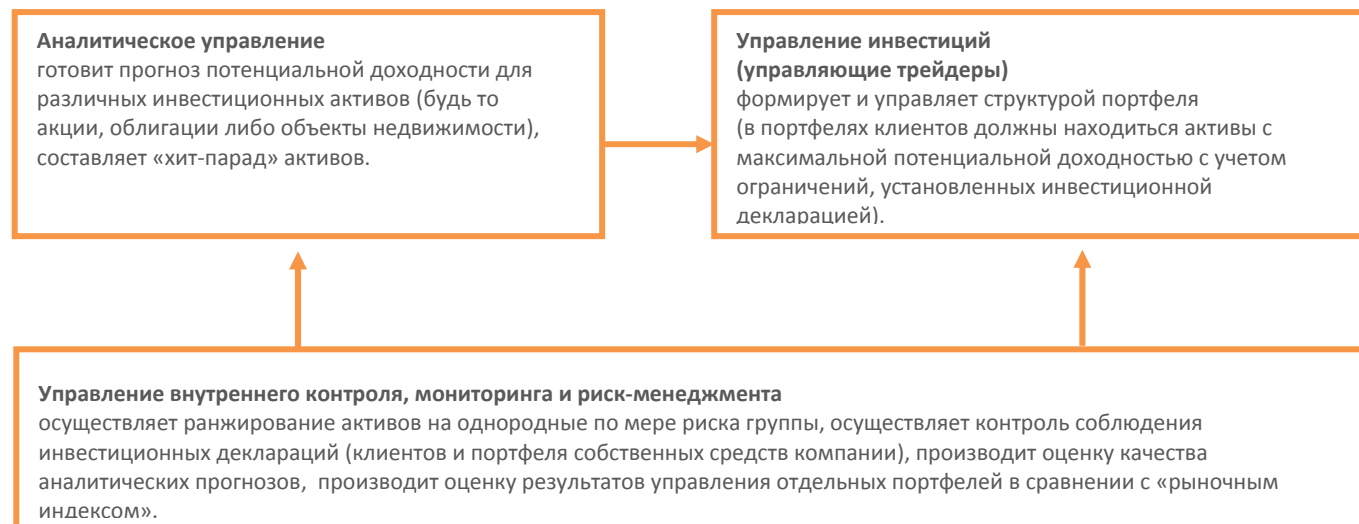 Аналитическое управление
готовит прогноз потенциальной доходности для
различных инвестиционных активов (будь то
акции, облигации либо объекты недвижимости),
составляет «хит-парад» активов.
Управление инвестиций
(управляющие трейдеры)
формирует и управляет структурой портфеля
(в портфелях клиентов должны находиться активы с
максимальной потенциальной доходностью с учетом
ограничений, установленных инвестиционной
декларацией).
Управление внутреннего контроля, мониторинга и риск-менеджмента
осуществляет ранжирование активов на однородные по мере риска группы, осуществляет контроль соблюдения
инвестиционных деклараций (клиентов и портфеля собственных средств компании), производит оценку качества
аналитических прогнозов,  производит оценку результатов управления отдельных портфелей в сравнении с «рыночным
индексом».